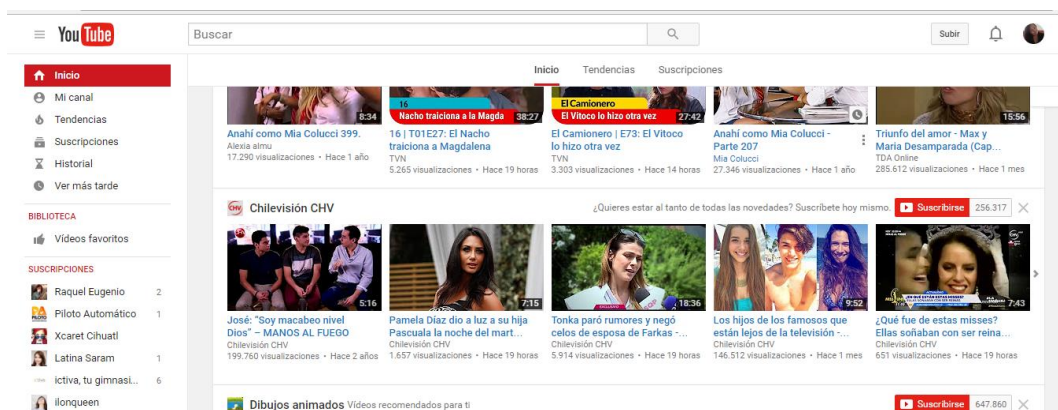 YouTube
Buscar
Subir
Inicio
Mi canal
Tendencias
Suscripciones
Historial
Ver más tarde
BIBLIOTECA
Vídeos favoritos
SUSCRIPCIONES
Raquel Eugenio 2
Piloto Automático 1
Xcaret Cihuatl
Latina Saram 1
ictiva, tu gimnasi... 6
ilonqueen
Inicio Tendencias Suscripciones
8:34
Anahí como Mia Colucci 399.
Alexia almu
17.290 visualizaciones • Hace 1 año
16
Nacho traiciona a la Magda 38:27
16 | T01E27: El Nacho
traiciona a Magdalena
TVN
5.265 visualizaciones • Hace 19 horas
El Camionero
El Vitoco lo hizo otra vez 27:42
El Camionero | E73: El Vitoco
lo hizo otra vez
TVN
3.303 visualizaciones • Hace 14 horas
Anahí como Mia Colucci -
Parte 207
Mia Colucci
27.346 visualizaciones • Hace 1 año
15:56
Triunfo del amor - Max y
Maria Desamparada (Cap...
TDA Online
285.612 visualizaciones • Hace 1 mes
CHV Chilevisión CHV
¿Quieres estar al tanto de todas las novedades? Suscríbete hoy mismo. Suscribirse 256.317
5:16
José: "Soy macabeo nivel
Dios" – MANOS AL FUEGO
Chilevisión CHV
199.760 visualizaciones • Hace 2 años
7:15
Pamela Díaz dio a luz a su hija
Pascuala la noche del mart...
Chilevisión CHV
1.657 visualizaciones • Hace 19 horas
EXCLUSIVO
18:36
Tonka paró rumores y negó
celos de esposa de Farkas -...
Chilevisión CHV
5.914 visualizaciones • Hace 19 horas
9:52
Los hijos de los famosos que
están lejos de la televisión -...
Chilevisión CHV
146.512 visualizaciones • Hace 1 mes
7:43
¿Qué fue de estas misses?
Ellas soñaban con ser reina...
Chilevisión CHV
651 visualizaciones • Hace 19 horas
Dibujos animados Vídeos recomendados para ti
Suscribirse 647.860